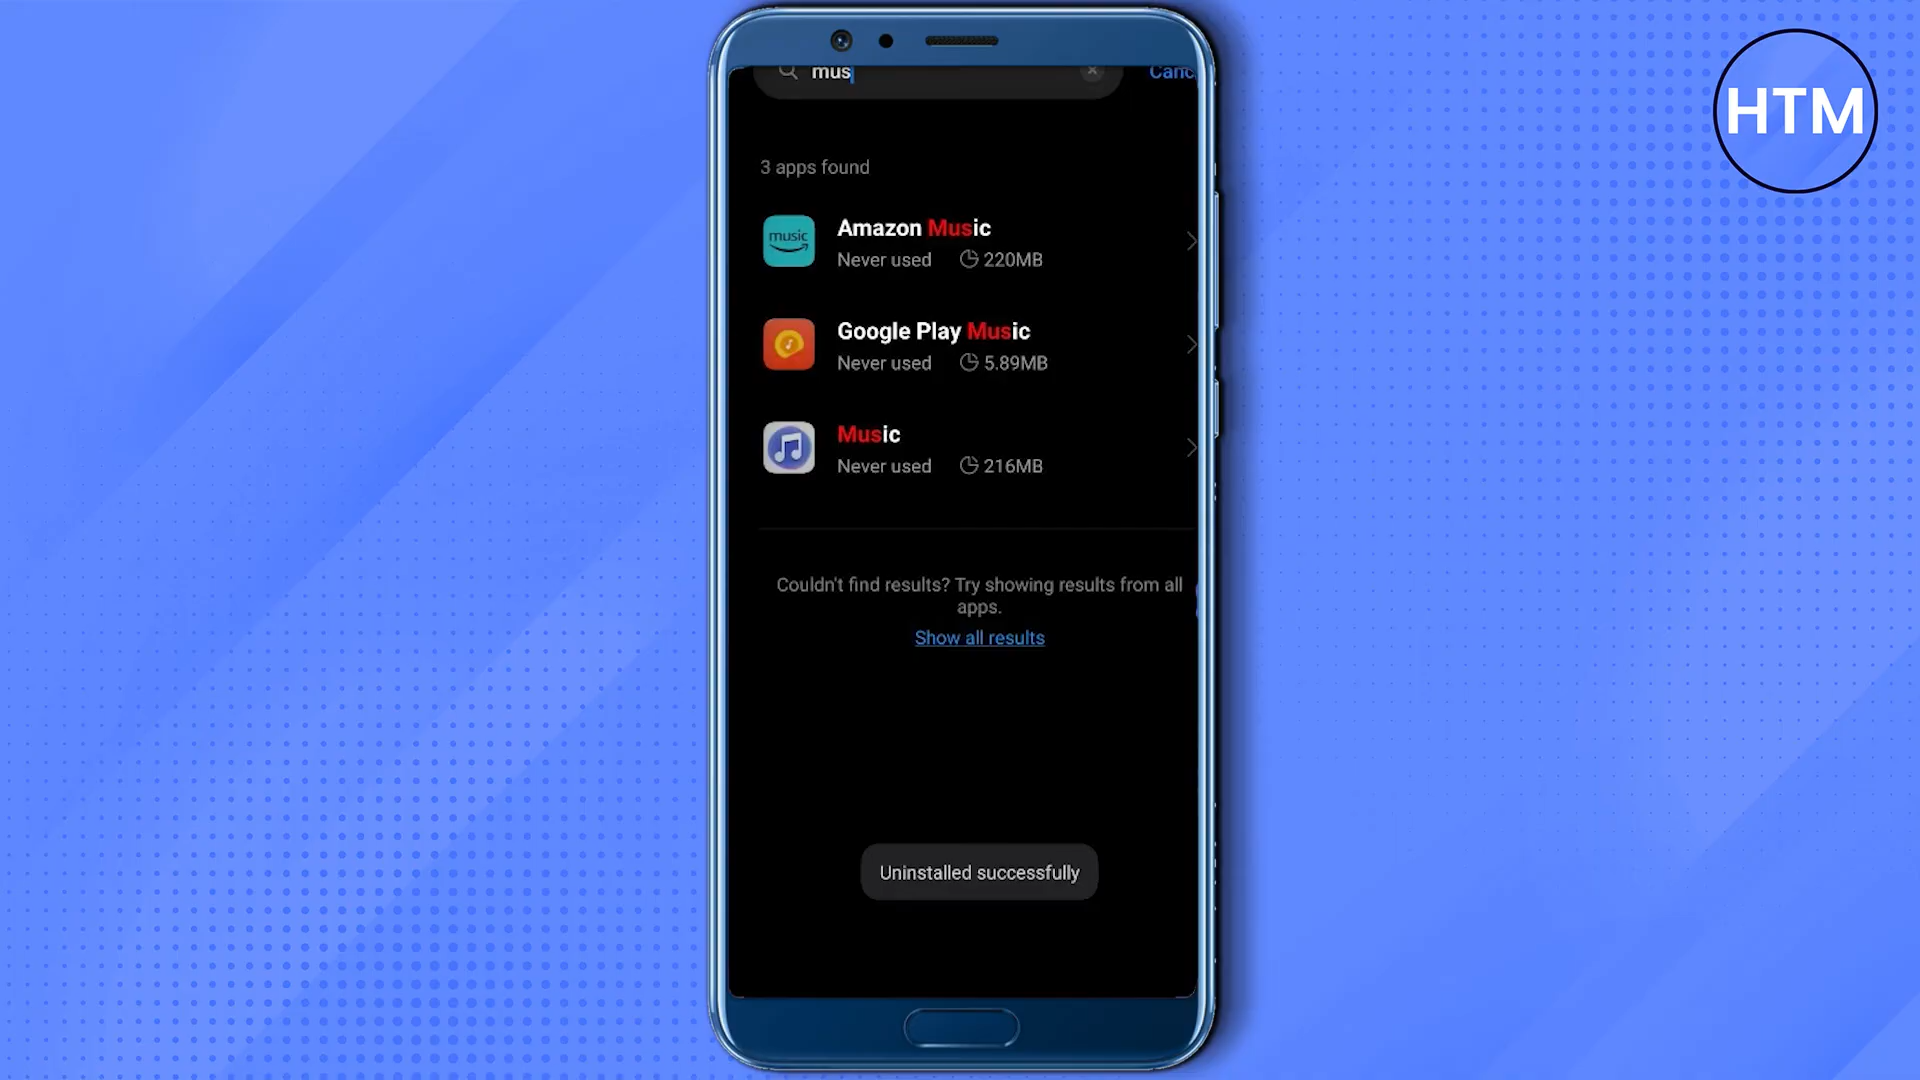 HTM
mus
Canc
3 apps found
music
Amazon Music
Never used 220MB
Google Play Music
Never used 5.89MB
Music
Never used 216MB
Couldn't find results? Try showing results from all
apps.
Show all results
Uninstalled successfully